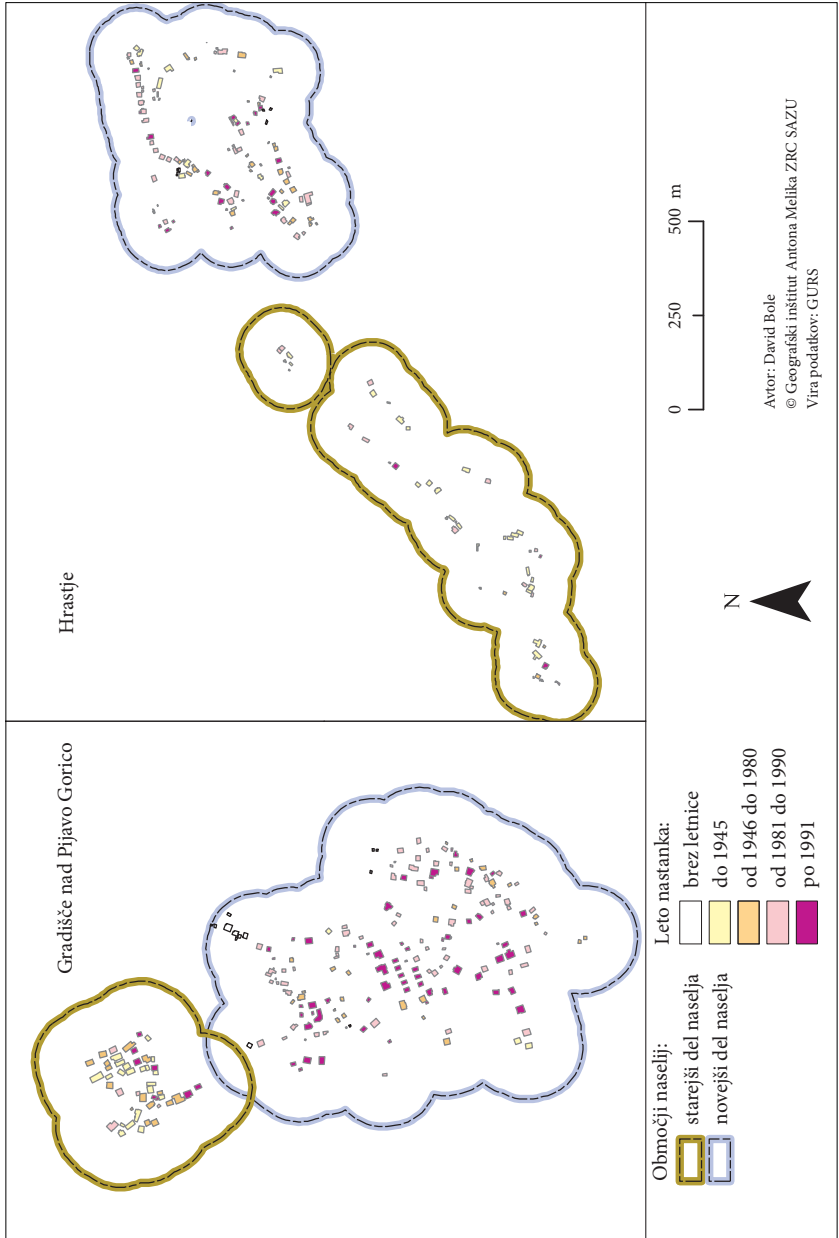 Gradišče nad Pijavo Gorico
Hrastje
Območji naselij:
starejši del naselja
novejši del naselja
Leto nastanka:
brez letnice
do 1945
od 1946 do 1980
od 1981 do 1990
po 1991
N
0 250 500 m
Avtor: David Bole
© Geografski inštitut Antona Melika ZRC SAZU
Vira podatkov: GURS